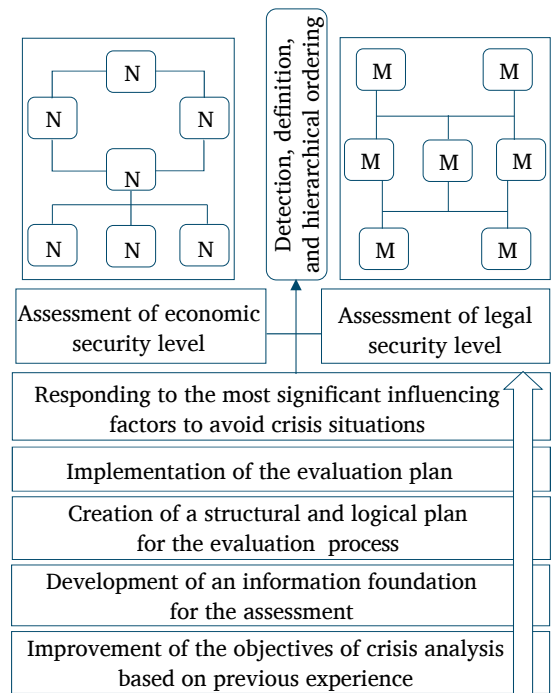 N
N
N
N
N
N
N
Detection, definition,
and hierarchical ordering
M
M
M
M
M
M
M
Assessment of economic
security level
Assessment of legal
security level
Responding to the most significant influencing
factors to avoid crisis situations
Implementation of the evaluation plan
Creation of a structural and logical plan
for the evaluation process
Development of an information foundation
for the assessment
Improvement of the objectives of crisis analysis
based on previous experience